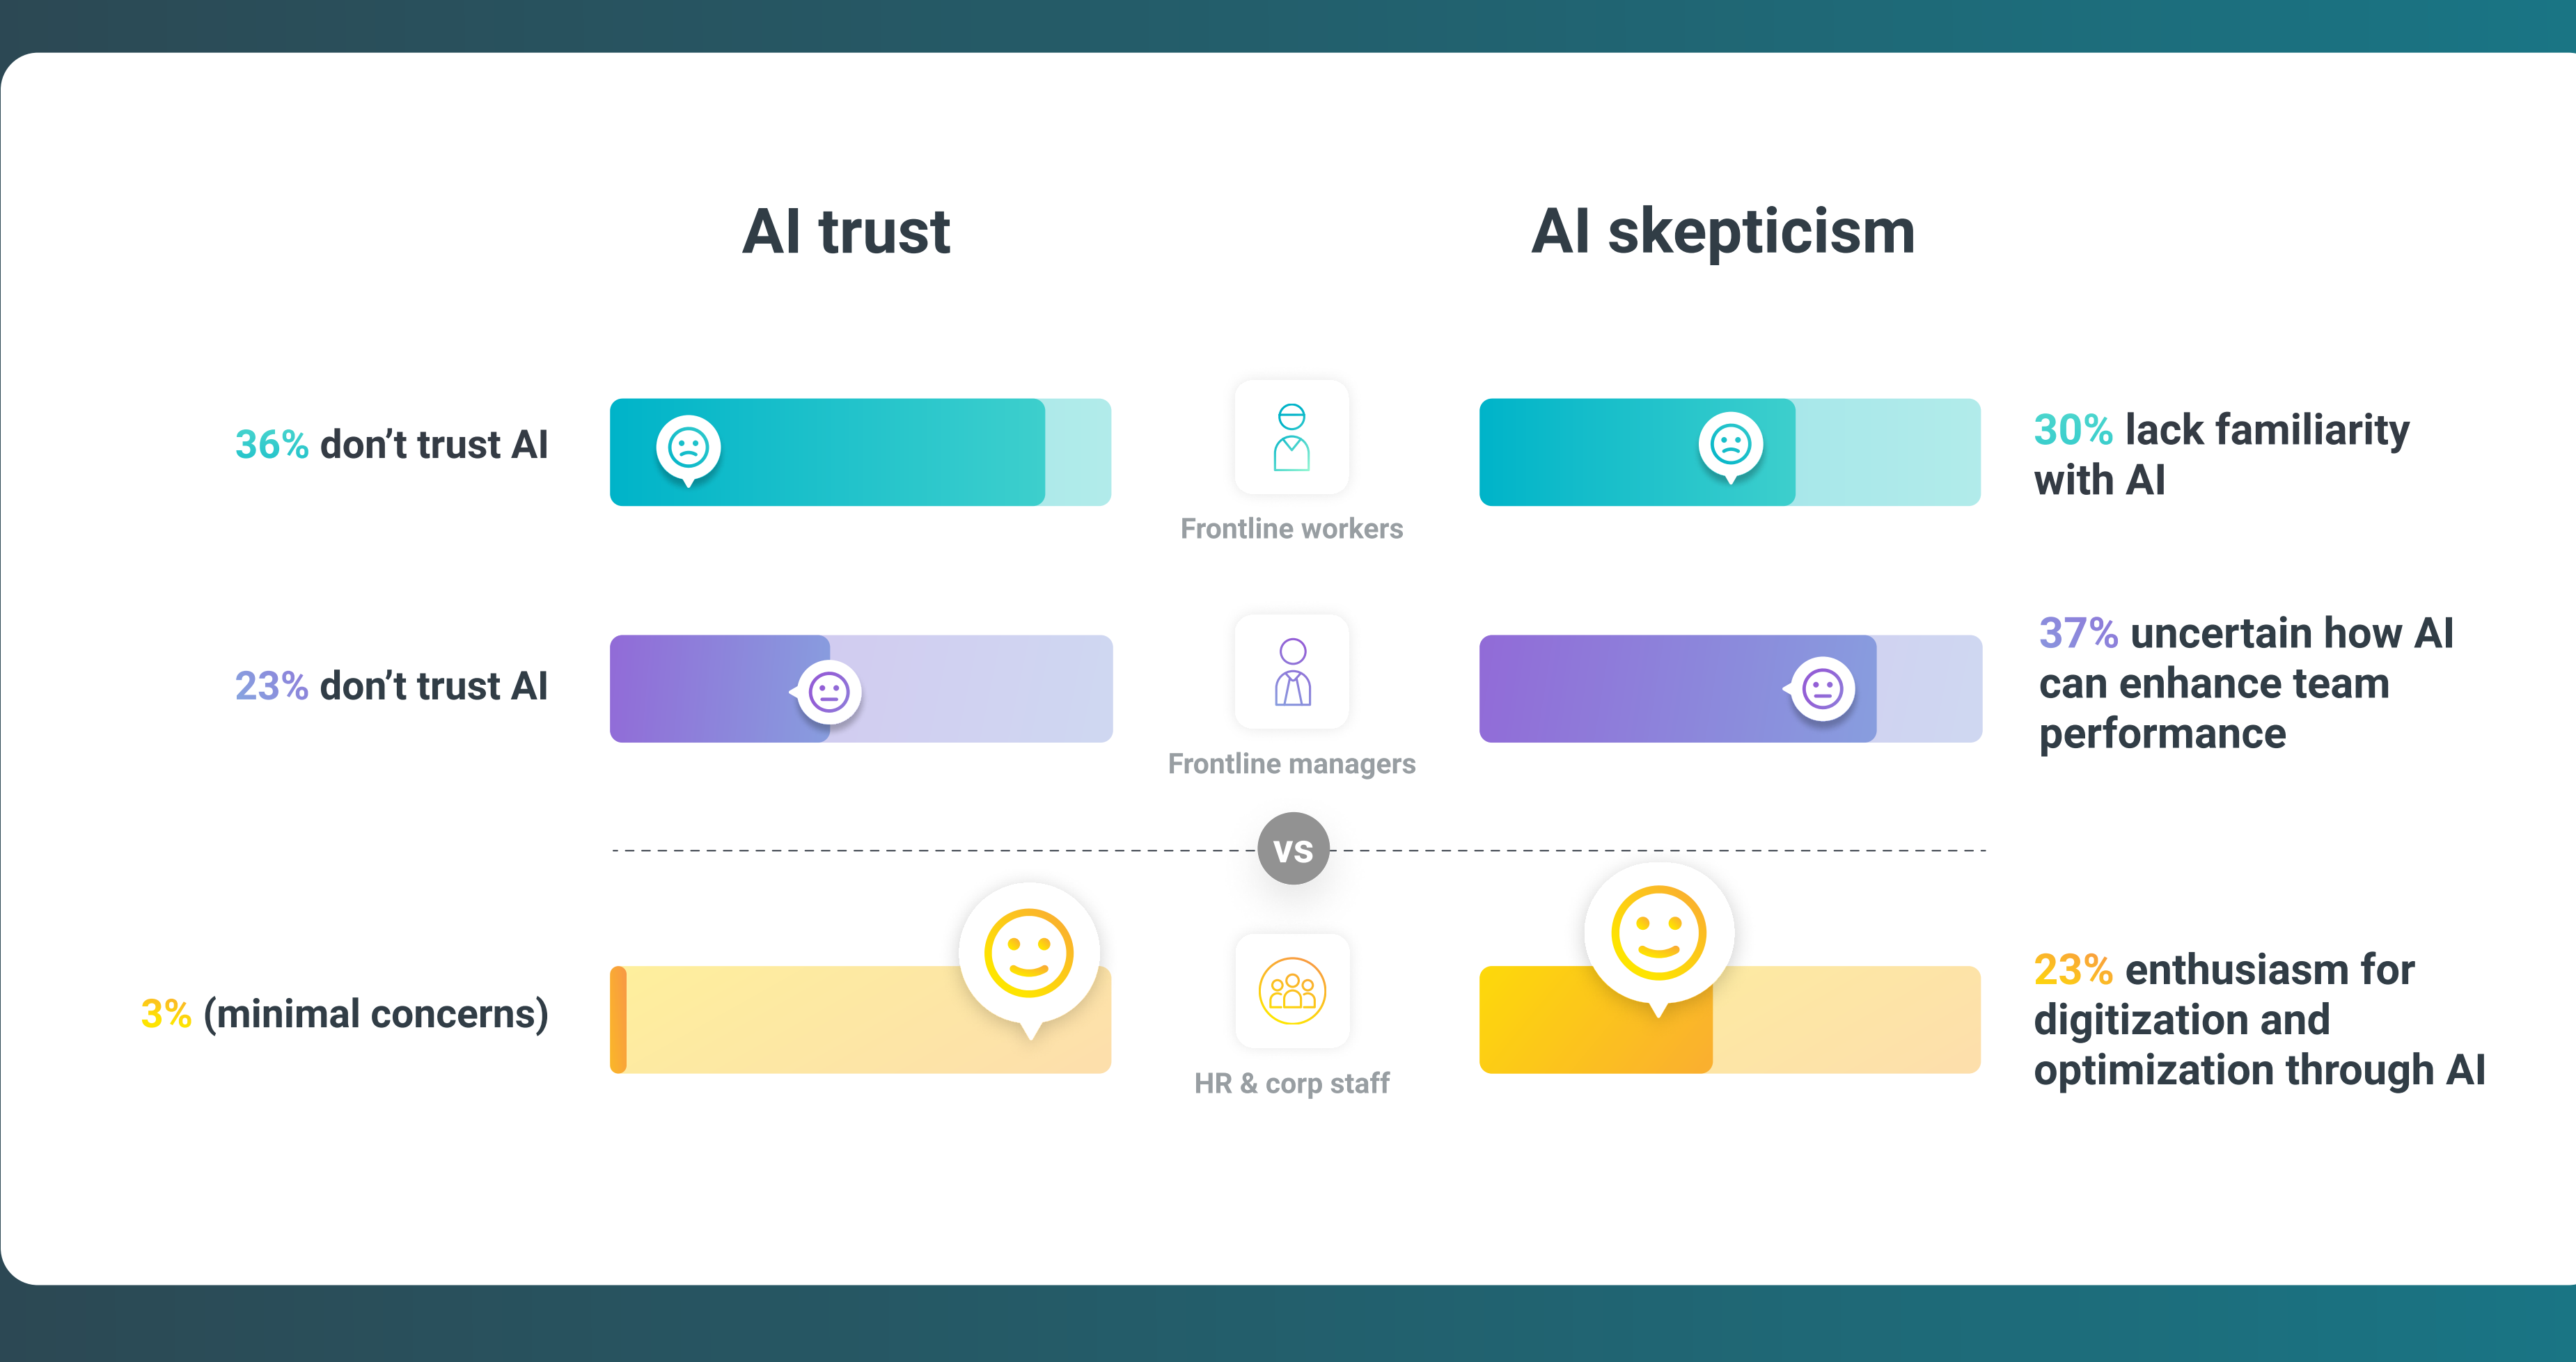 AI trust
AI skepticism
36% don’t trust AI
Frontline workers
30% lack familiarity
with AI
23% don’t trust AI
Frontline managers
37% uncertain how AI
can enhance team
performance
vs
3% (minimal concerns)
HR & corp staff
23% enthusiasm for
digitization and
optimization through AI